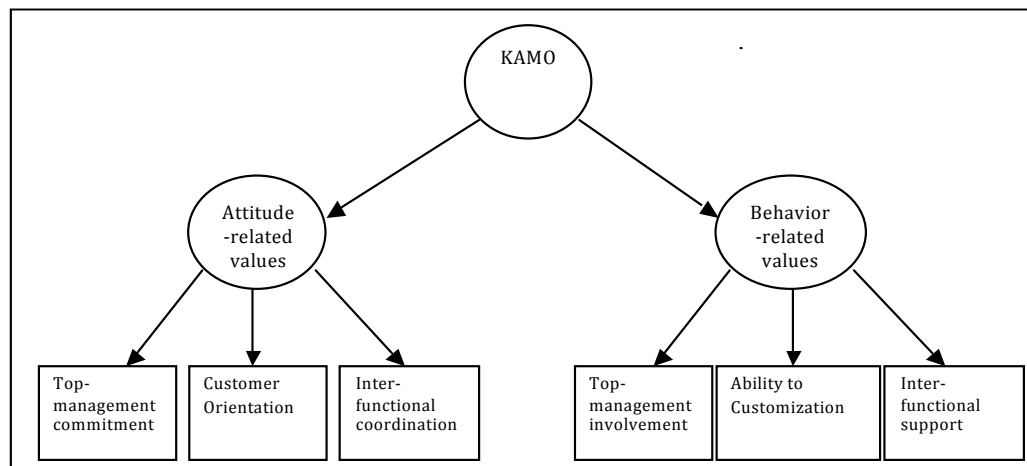 KAMO
Attitude
-related
values
Behavior
-related
values
Top-
management
commitment
Customer
Orientation
Inter-
functional
coordination
Top-
management
involvement
Ability to
Customization
Inter-
functional
support